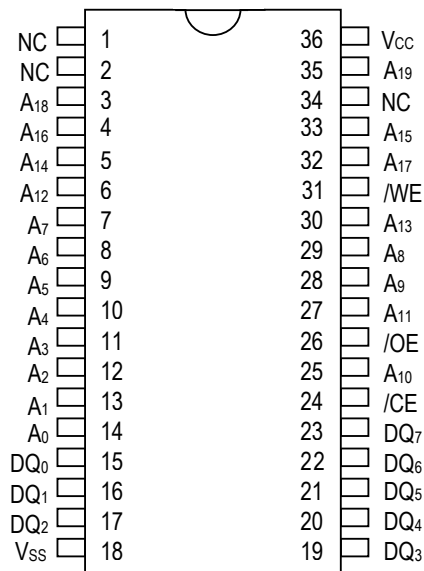 NC 1 36 VCC
NC 2 35 A19
A18 3 34 NC
A16 4 33 A15
A14 5 32 A17
A12 6 31 /WE
A7 7 30 A13
A6 8 29 A8
A5 9 28 A9
A4 10 27 A11
A3 11 26 /OE
A2 12 25 A10
A1 13 24 /CE
A0 14 23 DQ7
DQ0 15 22 DQ6
DQ1 16 21 DQ5
DQ2 17 20 DQ4
VSS 18 19 DQ3